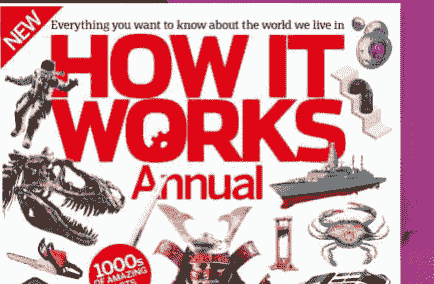 NEW
Everything you want to know about the world we live in
HOW IT
WORKS
Annual
1000s
OF AMAZING